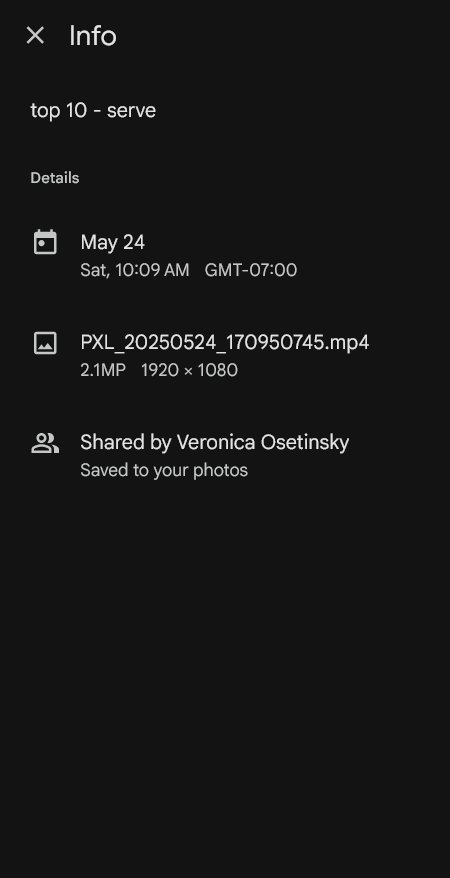 Info
top 10 - serve
Details
May 24
Sat, 10:09 AM GMT-07:00
PXL_20250524_170950745.mp4
2.1MP 1920 × 1080
Shared by Veronica Osetinsky
Saved to your photos